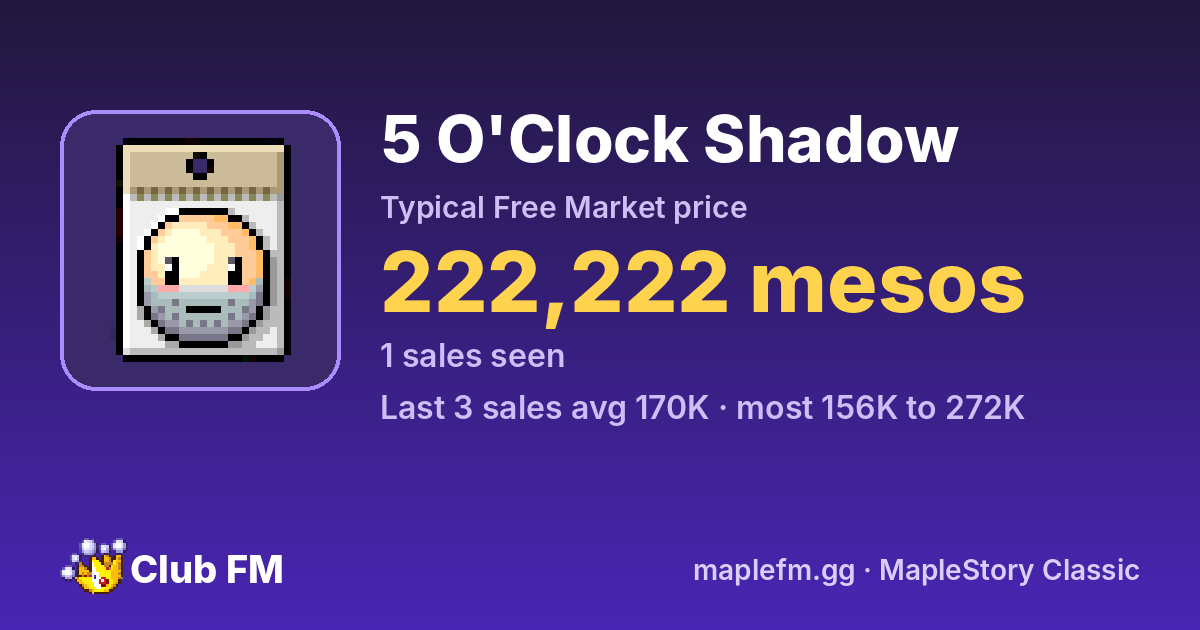 5 O'Clock Shadow
Typical Free Market price
222,222 mesos
1 sales seen
Last 3 sales avg 170K · most 156K to 272K
Club FM
maplefm.gg · MapleStory Classic